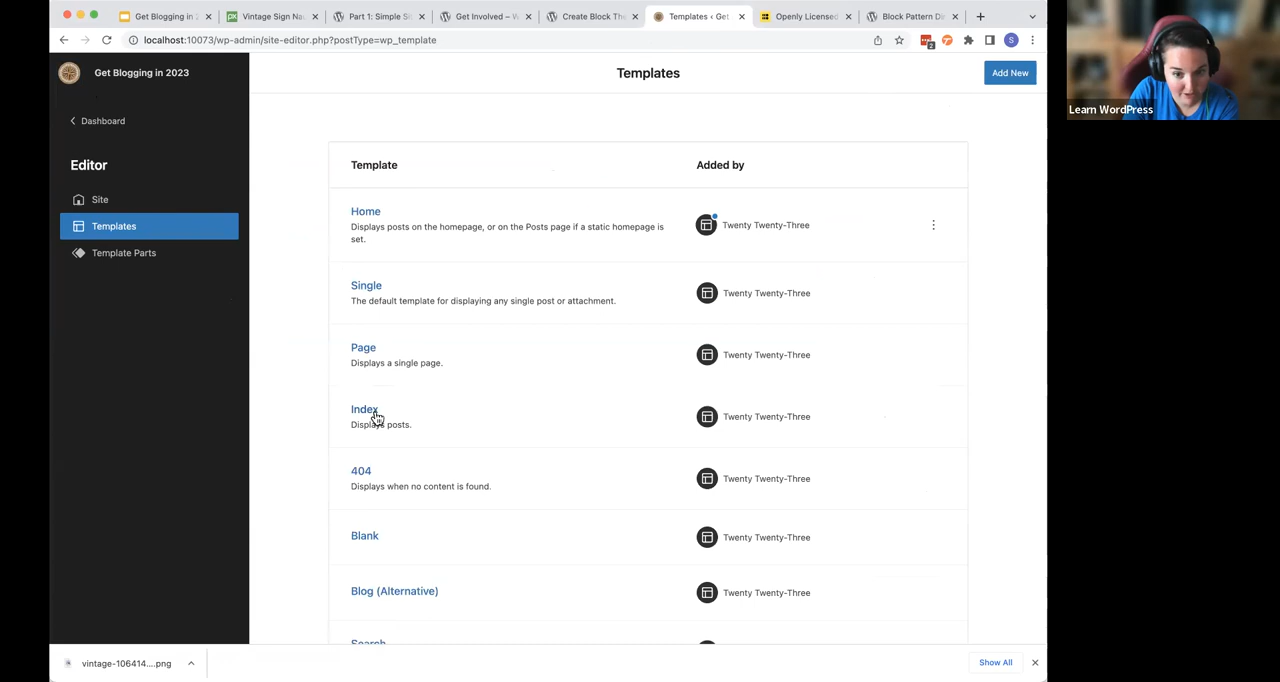 Get Blogging in 2
Vintage Sign Nau
Part 1: Simple Si
Get Involved – W
Create Block The
Templates ‹ Get
Openly Licensed
Block Pattern Dir
localhost:10073/wp-admin/site-editor.php?postType=wp_template
2
S
Learn WordPress
Get Blogging in 2023
Templates
Add New
Dashboard
Editor
Site
Templates
Template Parts
Template
Added by
Home
Displays posts on the homepage, or on the Posts page if a static homepage is
set.
Twenty Twenty-Three
Single
The default template for displaying any single post or attachment.
Twenty Twenty-Three
Page
Displays a single page.
Twenty Twenty-Three
Index
Displays posts.
Twenty Twenty-Three
404
Displays when no content is found.
Twenty Twenty-Three
Blank
Twenty Twenty-Three
Blog (Alternative)
Twenty Twenty-Three
Search
vintage-106414....png
Show All